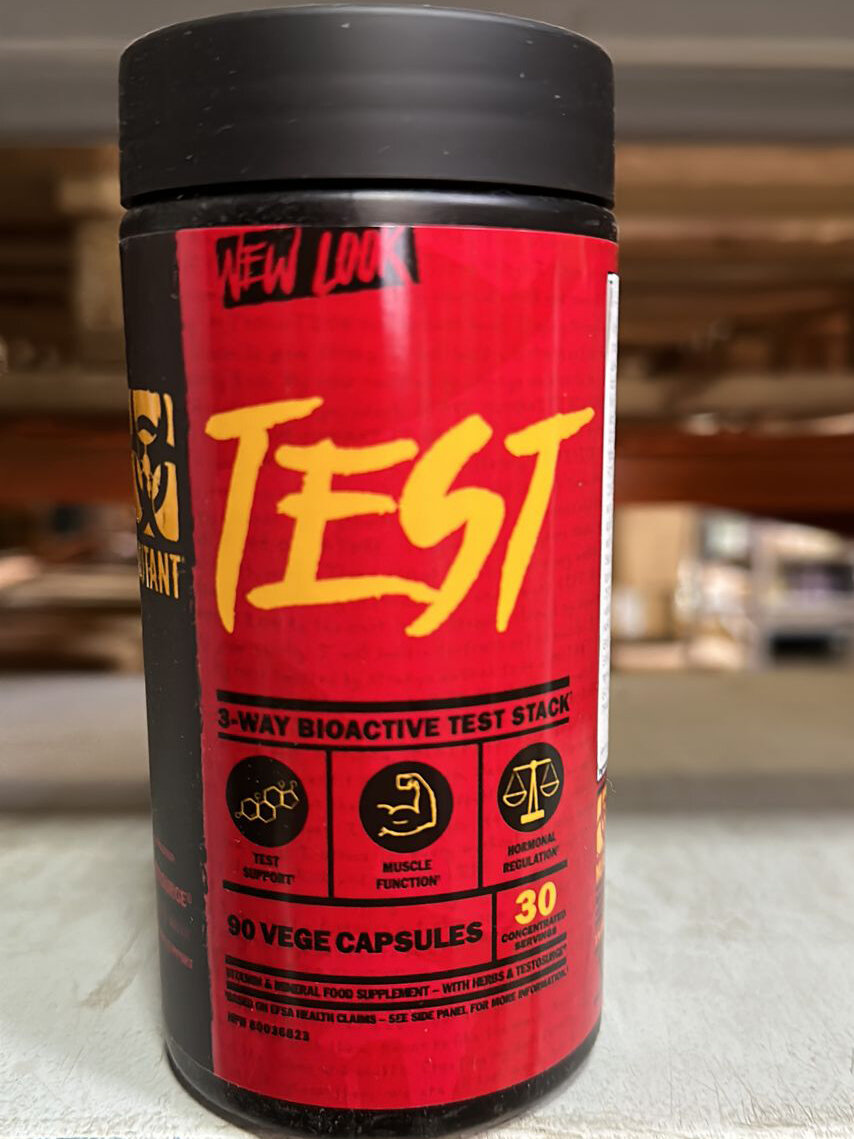 NEW LOOK
TEST
UTANT
3-WAY BIOACTIVE TEST STACK
TEST
SUPPORT
MUSCLE
FUNCTION
HORMONAL
REGULATION
90 VEGE CAPSULES
30
CONCENTRATED
SERVINGS
VITAMIN & MINERAL FOOD SUPPLEMENT – WITH HERBS & TESTOSURGE®
BASED ON EFSA HEALTH CLAIMS – SEE SIDE PANEL FOR MORE INFORMATION